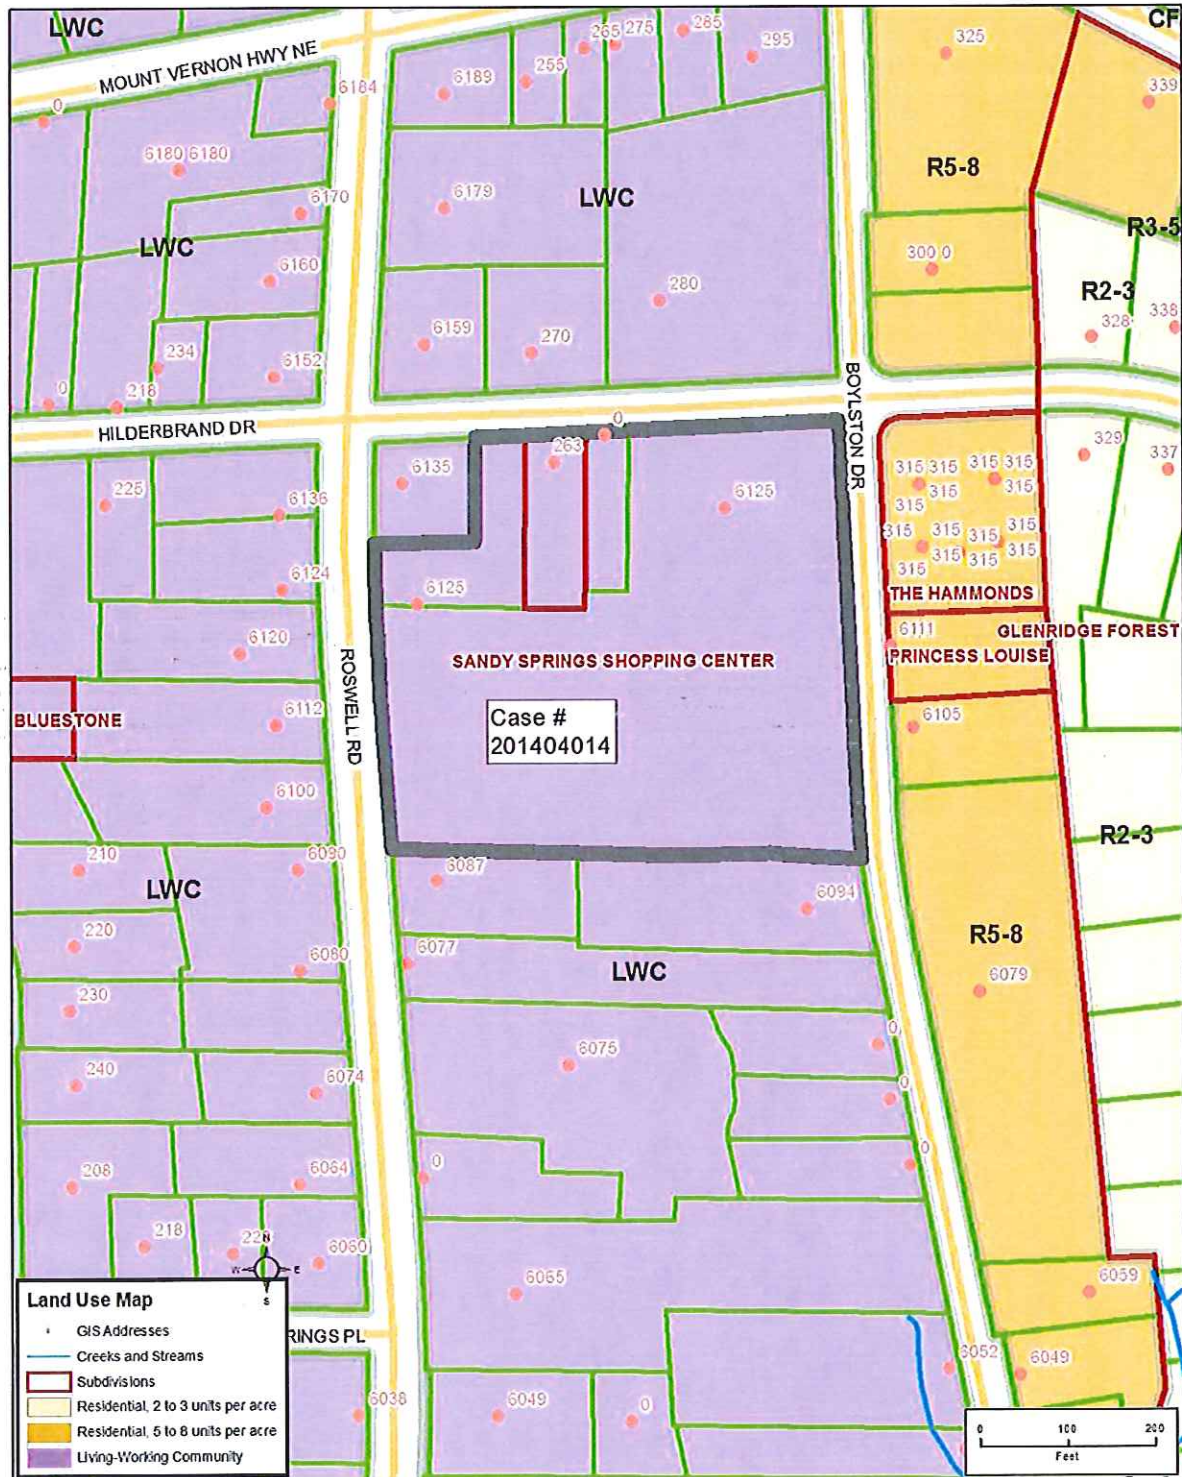 LWC
CF
MOUNT VERNON HWY NE
265 275 285
295
325
6189
255
6184
339
0
6180 6180
R5-8
6179
LWC
6170
R3-5
LWC
300 0
6160
280
R2-3
328
338
6159
270
234
6152
0
218
BOYLSTON DR
HILDERBRAND DR
0
6135
263
329
337
225
6136
6125
315 315
315 315
315
315
315
315
315
315
315
315
315
315
6124
6125
THE HAMMONDS
6120
6111
GLENRIDGE FOREST
SANDY SPRINGS SHOPPING CENTER
PRINCESS LOUISE
ROSWELL RD
BLUESTONE
6112
Case #
201404014
6105
6100
R2-3
210
6090
6087
LWC
6094
220
R5-8
6080
6077
LWC
6079
230
0
6075
240
6074
0
0
208
6064
0
218
228
6060
N
W
E
S
6065
6059
Land Use Map
GIS Addresses
Creeks and Streams
Subdivisions
Residential, 2 to 3 units per acre
Residential, 5 to 8 units per acre
Living-Working Community
RINGS PL
6052
6049
6038
6049
0
0 100 200
Feet